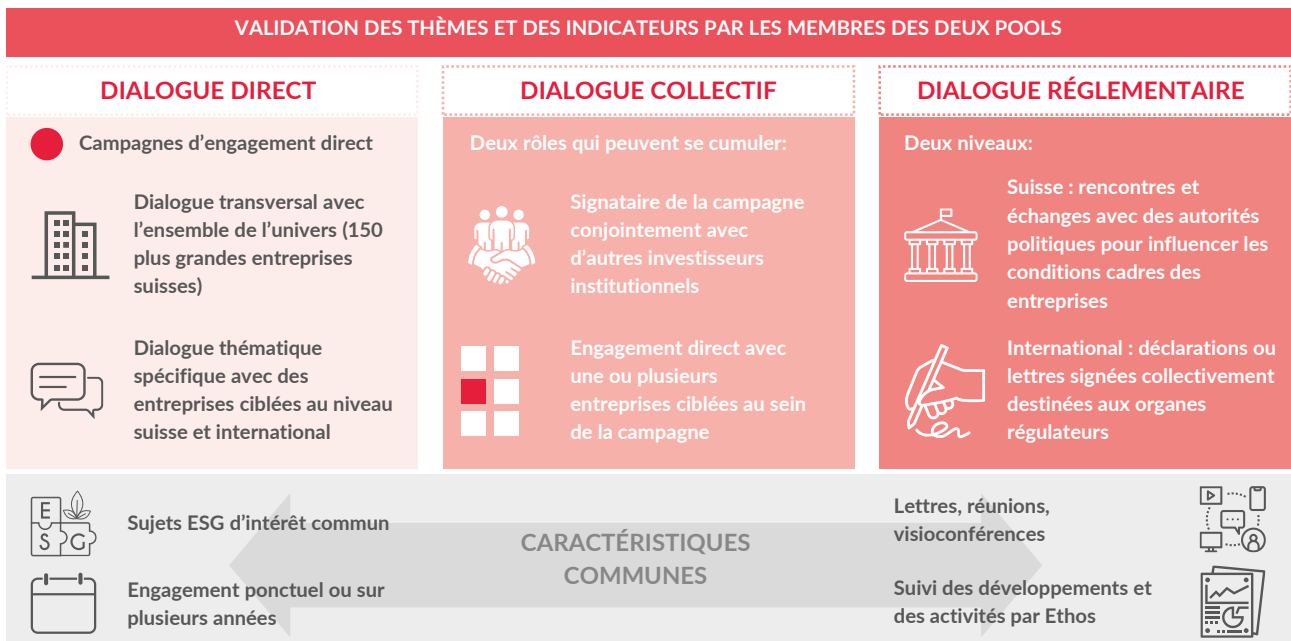 VALIDATION DES THÈMES ET DES INDICATEURS PAR LES MEMBRES DES DEUX POOLS
DIALOGUE DIRECT
Campagnes d’engagement direct
Dialogue transversal avec
l’ensemble de l’univers (150
plus grandes entreprises
suisses)
Dialogue thématique
spécifique avec des
entreprises ciblées au niveau
suisse et international
DIALOGUE COLLECTIF
Deux rôles qui peuvent se cumuler:
Signataire de la campagne
conjointement avec
d’autres investisseurs
institutionnels
Engagement direct avec
une ou plusieurs
entreprises ciblées au sein
de la campagne
DIALOGUE RÉGLEMENTAIRE
Deux niveaux:
Suisse : rencontres et
échanges avec des autorités
politiques pour influencer les
conditions cadres des
entreprises
International : déclarations ou
lettres signées collectivement
destinées aux organes
régulateurs
E
S G
Sujets ESG d’intérêt commun
Engagement ponctuel ou sur
plusieurs années
CARACTÉRISTIQUES
COMMUNES
Lettres, réunions,
visioconférences
Suivi des développements et
des activités par Ethos